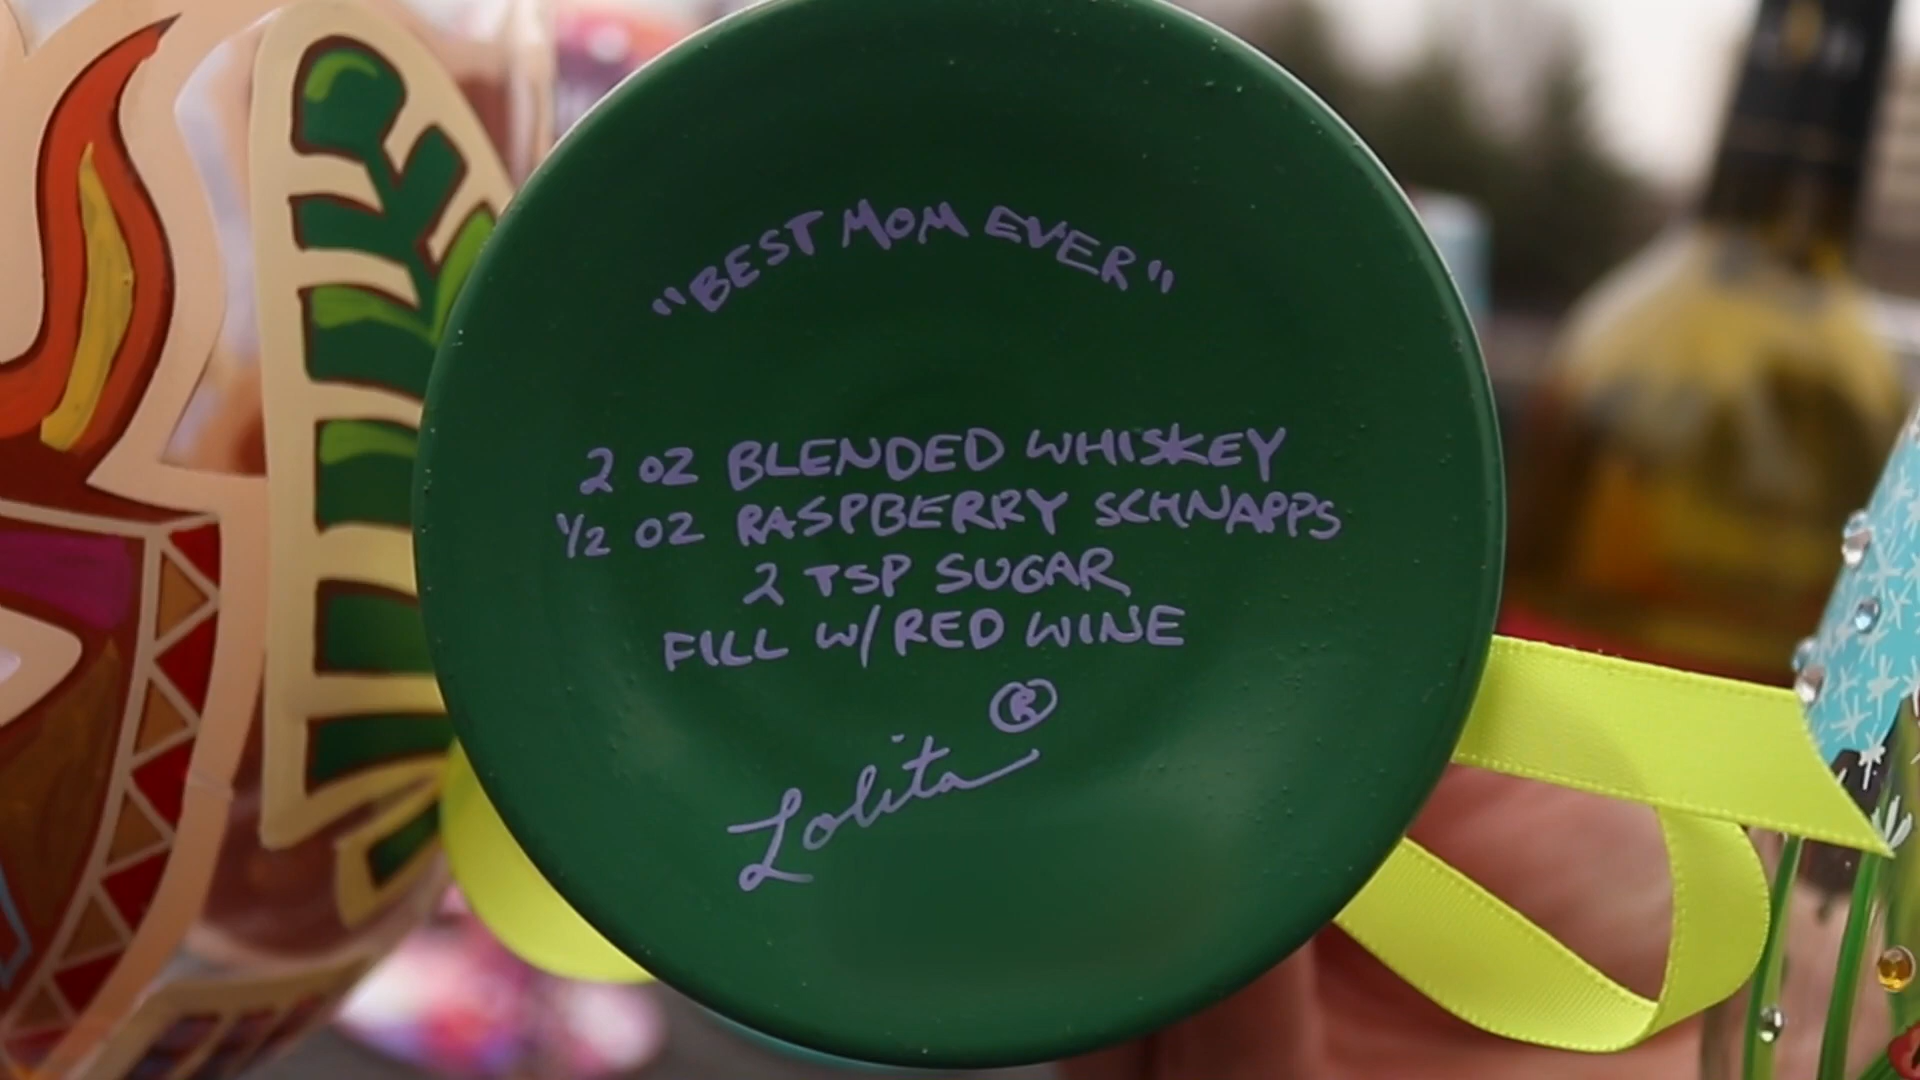 "BEST MOM EVER"
2 OZ BLENDED WHISKEY
1/2 OZ RASPBERRY SCHNAPPS
2 TSP SUGAR
FILL W/ RED WINE
®
Lolita